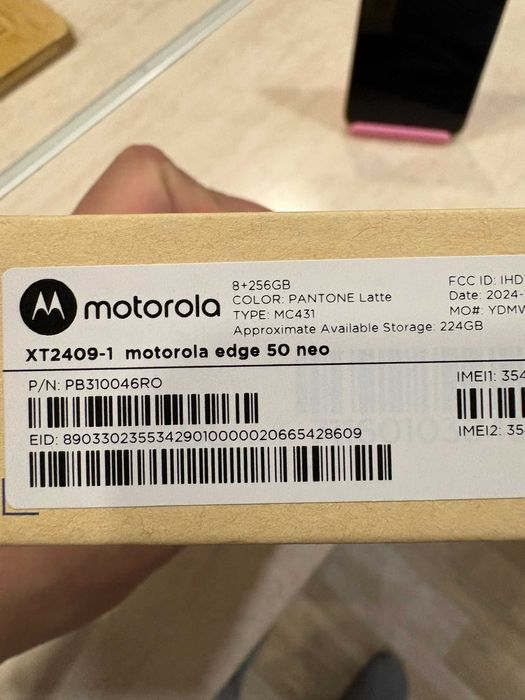 motorola
8+256GB
COLOR: PANTONE Latte
TYPE: MC431
Approximate Available Storage: 224GB
FCC ID: IHD
Date: 2024-
MO#: YDMV
XT2409-1 motorola edge 50 neo
P/N: PB310046RO
EID: 89033023553429010000020665428609
IMEI1: 354
IMEI2: 35